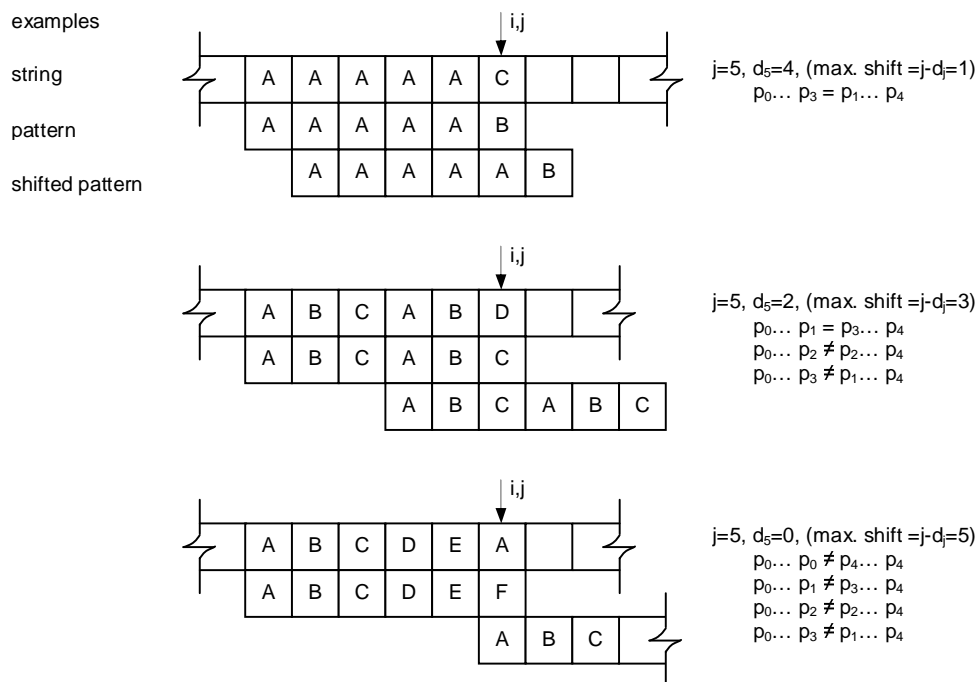 examples
i,j
string
A A A A A C
j=5, d₅=4, (max. shift =j-dⱼ=1)
p₀... p₃ = p₁... p₄
pattern
A A A A A B
shifted pattern
A A A A A B
i,j
A B C A B D
j=5, d₅=2, (max. shift =j-dⱼ=3)
p₀... p₁ = p₃... p₄
A B C A B C
p₀... p₂ ≠ p₂... p₄
p₀... p₃ ≠ p₁... p₄
A B C A B C
i,j
A B C D E A
j=5, d₅=0, (max. shift =j-dⱼ=5)
p₀... p₀ ≠ p₄... p₄
p₀... p₁ ≠ p₃... p₄
A B C D E F
p₀... p₂ ≠ p₂... p₄
p₀... p₃ ≠ p₁... p₄
A B C